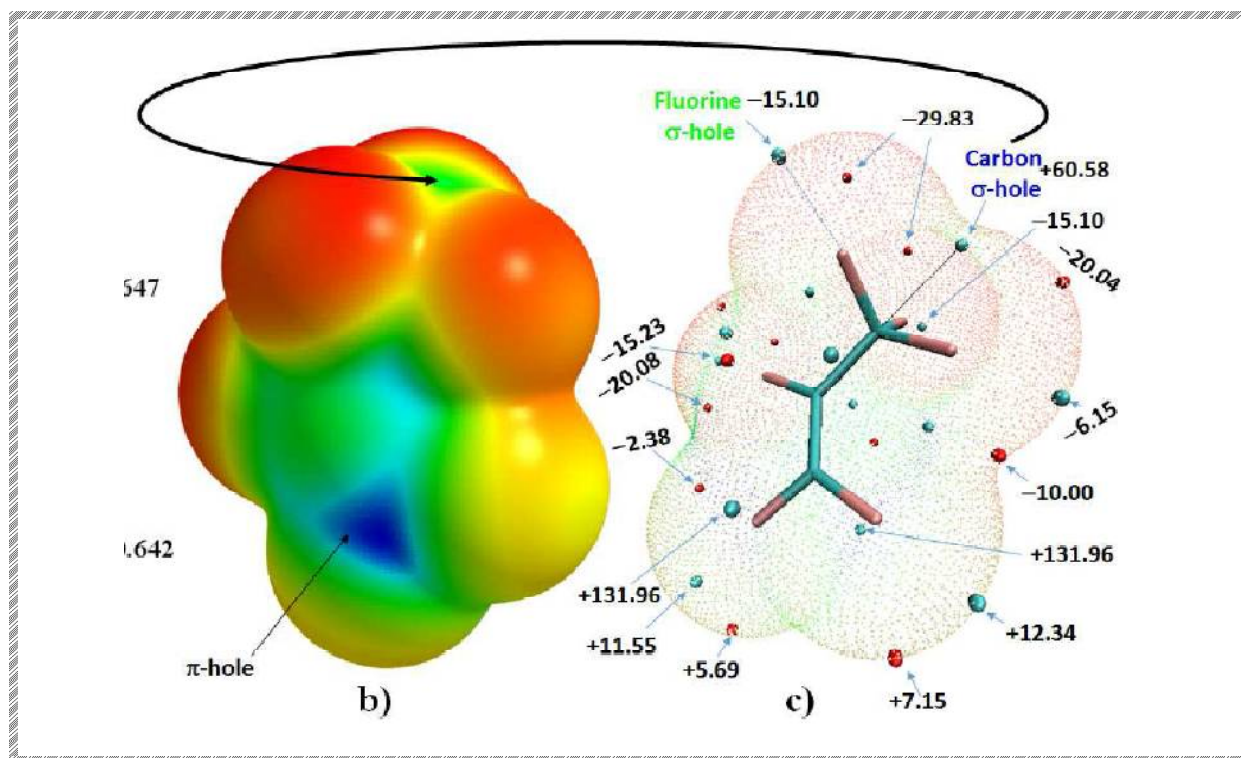 Fluorine −15.10
σ-hole
−29.83
Carbon
+60.58
σ-hole
−15.10
−20.04
−15.23
−20.08
−2.38
−6.15
−10.00
.642
+131.96
+131.96
+11.55
+12.34
π-hole
+5.69
+7.15
b)
c)